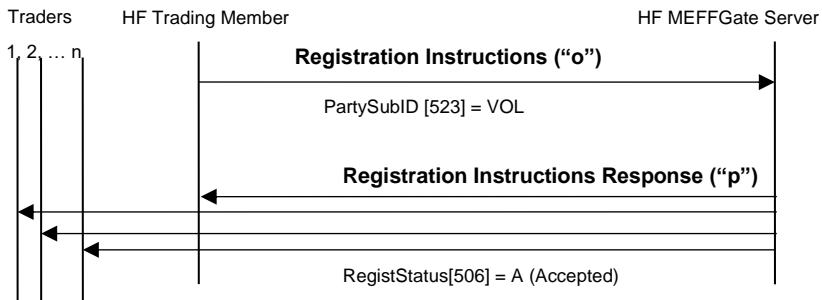 Traders HF Trading Member HF MEFFGate Server
1, 2, … n
Registration Instructions (“o”)
PartySubID [523] = VOL
Registration Instructions Response (“p”)
RegistStatus[506] = A (Accepted)